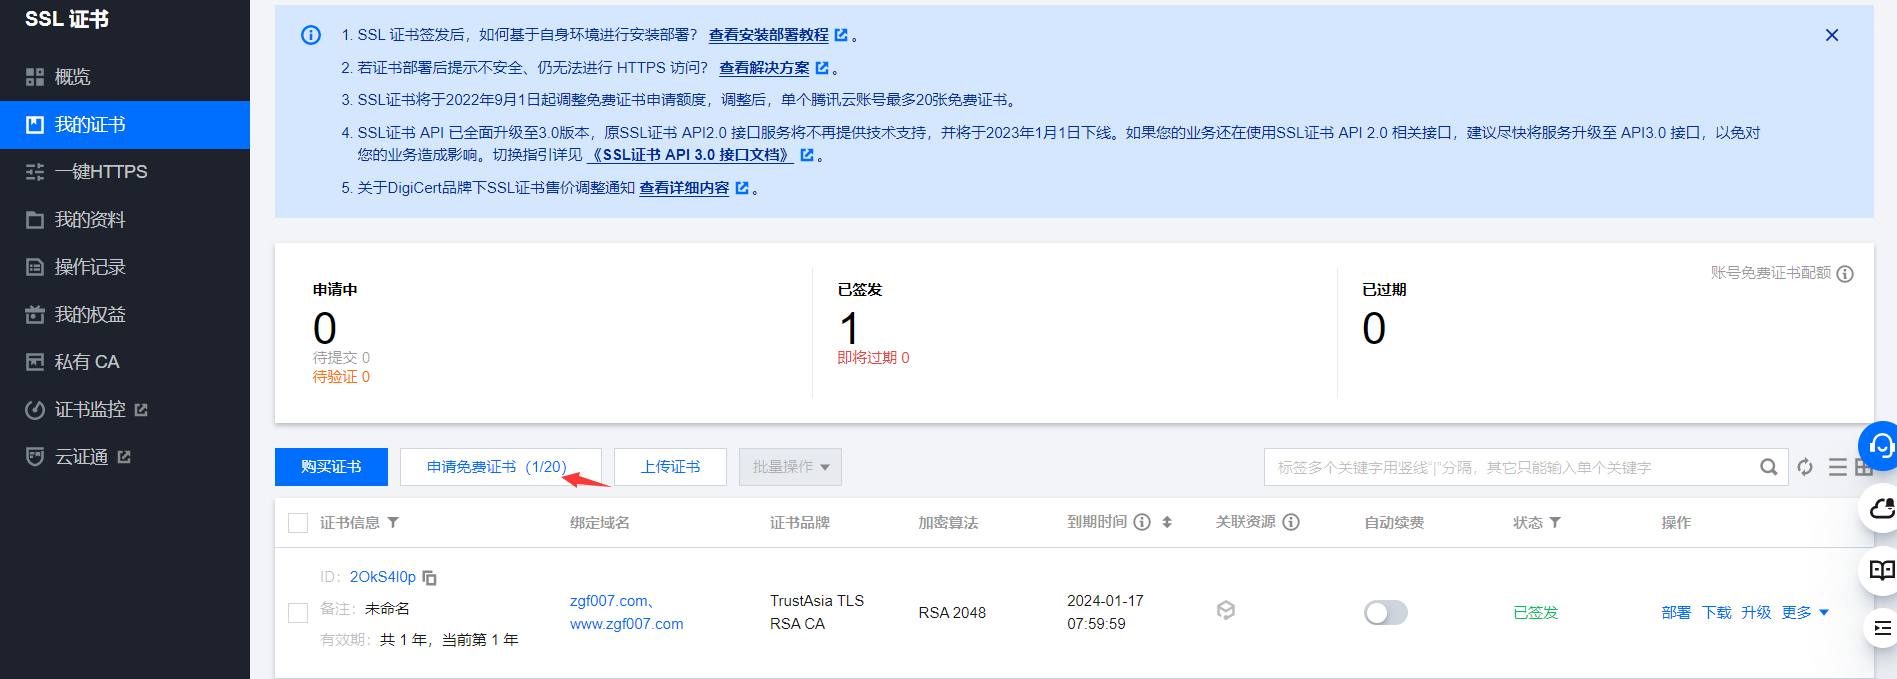 SSL 证书
概览
我的证书
一键HTTPS
我的资料
操作记录
我的权益
私有 CA
证书监控
云证通
1. SSL 证书签发后，如何基于自身环境进行安装部署？ 查看安装部署教程 。
2. 若证书部署后提示不安全、仍无法进行 HTTPS 访问？ 查看解决方案 。
3. SSL证书将于2022年9月1日起调整免费证书申请额度，调整后，单个腾讯云账号最多20张免费证书。
4. SSL证书 API 已全面升级至3.0版本，原SSL证书 API2.0 接口服务将不再提供技术支持，并将于2023年1月1日下线。如果您的业务还在使用SSL证书 API 2.0 相关接口，建议尽快将服务升级至 API3.0 接口，以免对
您的业务造成影响。切换指引详见 《SSL证书 API 3.0 接口文档》 。
5. 关于DigiCert品牌下SSL证书售价调整通知 查看详细内容 。
账号免费证书配额
申请中
0
待提交 0
待验证 0
已签发
1
即将过期 0
已过期
0
购买证书 申请免费证书（1/20） 上传证书 批量操作 标签多个关键字用竖线“|”分隔，其它只能输入单个关键字
证书信息 绑定域名 证书品牌 加密算法 到期时间 关联资源 自动续费 状态 操作
ID： 2OkS4l0p
备注： 未命名
有效期： 共 1 年，当前第 1 年
zgf007.com、
www.zgf007.com
TrustAsia TLS
RSA CA
RSA 2048
2024-01-17
07:59:59
已签发
部署 下载 升级 更多